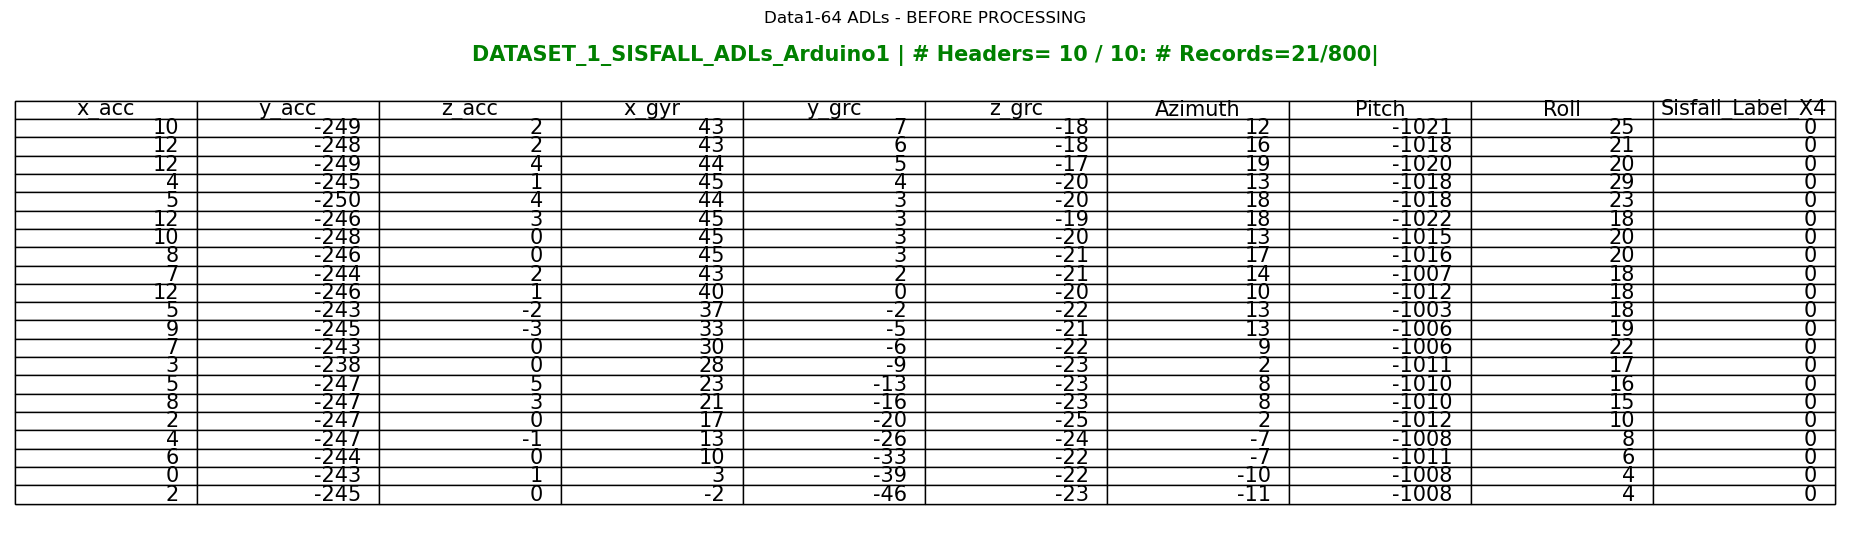 Data1-64 ADLs - BEFORE PROCESSING
DATASET_1_SISFALL_ADLs_Arduino1 | # Headers= 10 / 10: # Records=21/800|
x_acc y_acc z_acc x_gyr y_grc z_grc Azimuth Pitch Roll Sisfall_Label_X4
10 -249 2 43 7 -18 12 -1021 25 0
12 -248 2 43 6 -18 16 -1018 21 0
12 -249 4 44 5 -17 19 -1020 20 0
4 -245 1 45 4 -20 13 -1018 29 0
5 -250 4 44 3 -20 18 -1018 23 0
12 -246 3 45 3 -19 18 -1022 18 0
10 -248 0 45 3 -20 13 -1015 20 0
8 -246 0 45 3 -21 17 -1016 20 0
7 -244 2 43 2 -21 14 -1007 18 0
12 -246 1 40 0 -20 10 -1012 18 0
5 -243 -2 37 -2 -22 13 -1003 18 0
9 -245 -3 33 -5 -21 13 -1006 19 0
7 -243 0 30 -6 -22 9 -1006 22 0
3 -238 0 28 -9 -23 2 -1011 17 0
5 -247 5 23 -13 -23 8 -1010 16 0
8 -247 3 21 -16 -23 8 -1010 15 0
2 -247 0 17 -20 -25 2 -1012 10 0
4 -247 -1 13 -26 -24 -7 -1008 8 0
6 -244 0 10 -33 -22 -7 -1011 6 0
0 -243 1 3 -39 -22 -10 -1008 4 0
2 -245 0 -2 -46 -23 -11 -1008 4 0